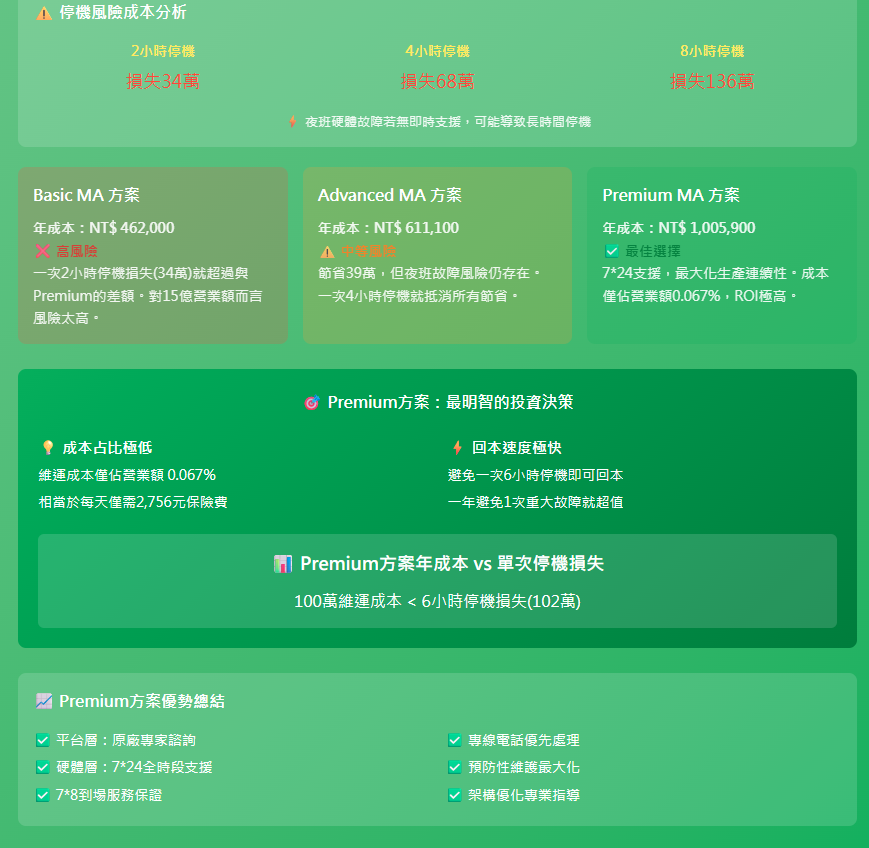 ⚠️ 停機風險成本分析
2小時停機
損失34萬
4小時停機
損失68萬
8小時停機
損失136萬
⚡ 夜班硬體故障若無即時支援，可能導致長時間停機
Basic MA 方案
年成本：NT$ 462,000
❌ 高風險
一次2小時停機損失(34萬)就超過與
Premium的差額。對15億營業額而言
風險太高。
Advanced MA 方案
年成本：NT$ 611,100
⚠️ 中等風險
節省39萬，但夜班故障風險仍存在。
一次4小時停機就抵消所有節省。
Premium MA 方案
年成本：NT$ 1,005,900
✅ 最佳選擇
7*24支援，最大化生產連續性。成本
僅佔營業額0.067%，ROI極高。
🎯 Premium方案：最明智的投資決策
💡 成本占比極低
維運成本僅佔營業額 0.067%
相當於每天僅需2,756元保險費
⚡ 回本速度極快
避免一次6小時停機即可回本
一年避免1次重大故障就超值
📊 Premium方案年成本 vs 單次停機損失
100萬維運成本 < 6小時停機損失(102萬)
📈 Premium方案優勢總結
✅ 平台層：原廠專家諮詢
✅ 硬體層：7*24全時段支援
✅ 7*8到場服務保證
✅ 專線電話優先處理
✅ 預防性維護最大化
✅ 架構優化專業指導